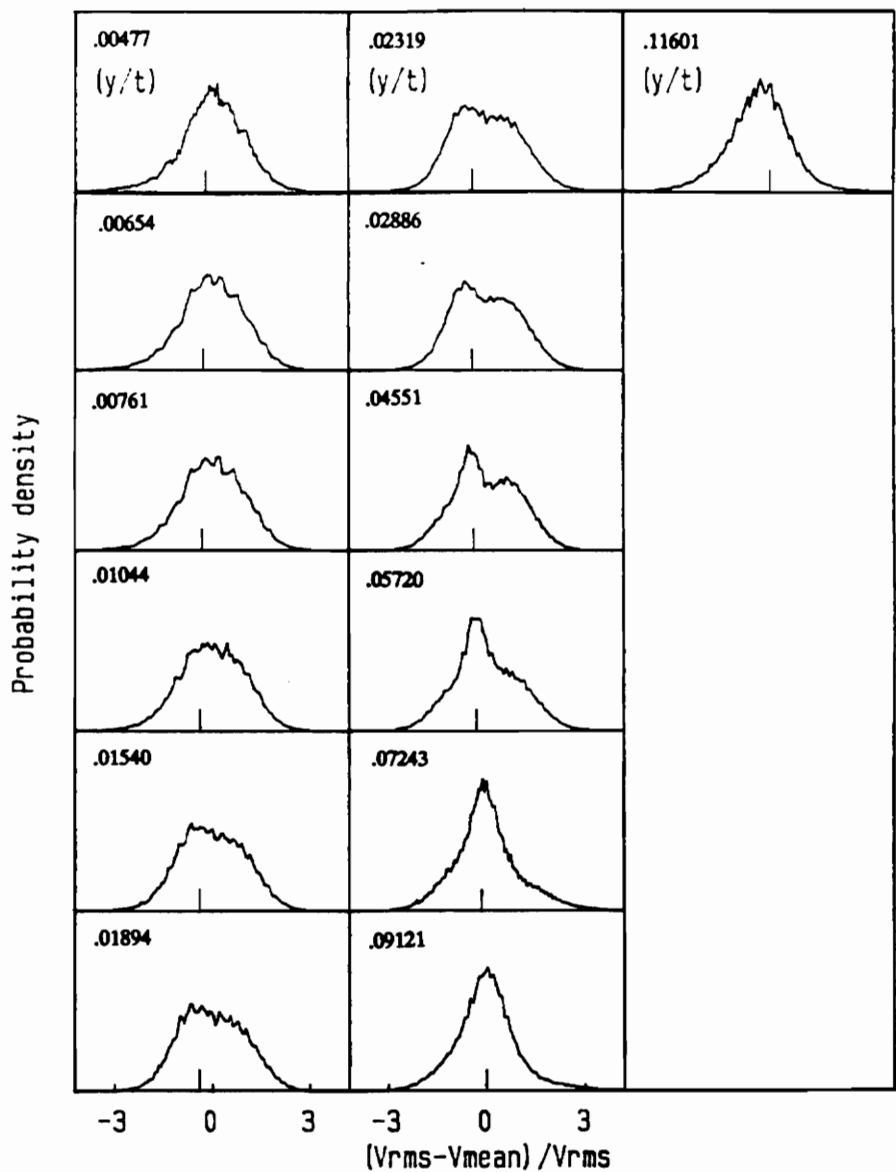 .00477
(y/t)
.02319
(y/t)
.11601
(y/t)
.00654
.02886
.00761
.04551
.01044
.05720
.01540
.07243
.01894
.09121
Probability density
-3 0 3 -3 0 3
(Vrms-Vmean)/Vrms